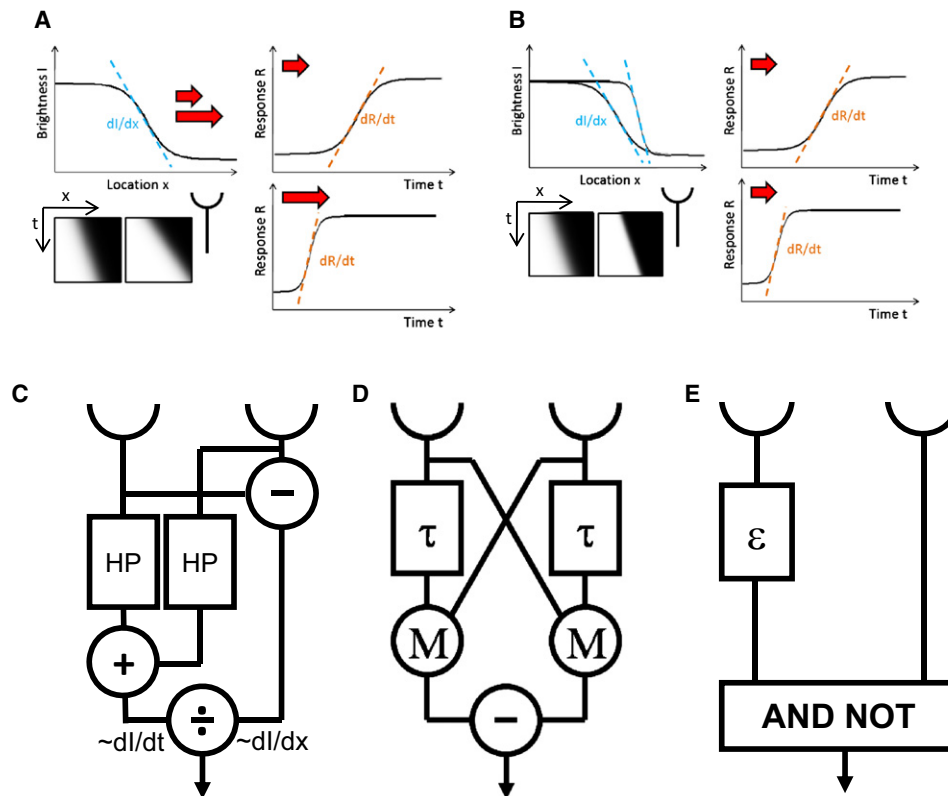 A
Brightness I
dI/dx
Location x
x
t
Response R
dR/dt
Time t
Response R
dR/dt
Time t
B
Brightness I
dI/dx
Location x
x
t
Response R
dR/dt
Time t
Response R
dR/dt
Time t
C
−
HP HP
+
÷
~dI/dt ~dI/dx
D
τ τ
M M
−
E
ε
AND NOT